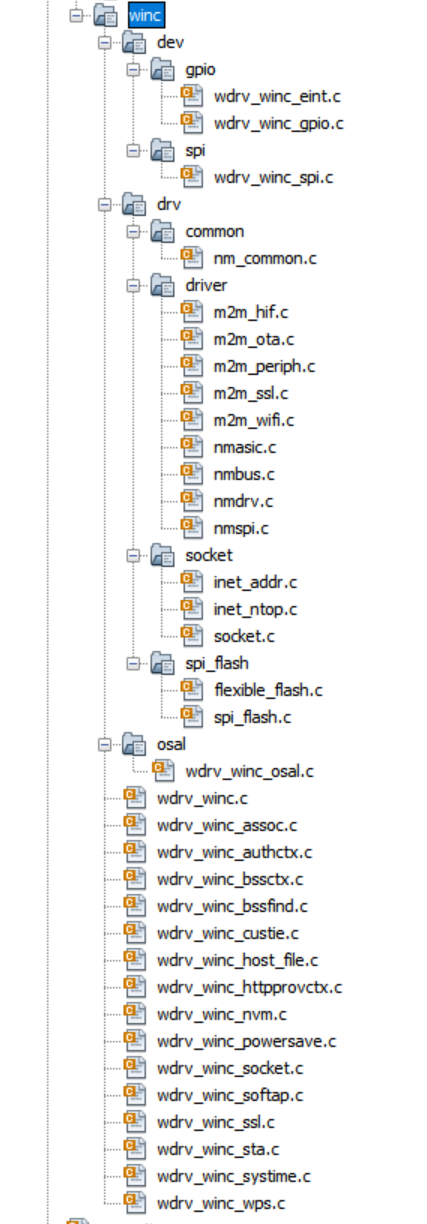 winc
dev
gpio
wdrv_winc_eint.c
wdrv_winc_gpio.c
spi
wdrv_winc_spi.c
drv
common
nm_common.c
driver
m2m_hif.c
m2m_ota.c
m2m_periph.c
m2m_ssl.c
m2m_wifi.c
nmasic.c
nmbus.c
nmdrv.c
nmspi.c
socket
inet_addr.c
inet_ntop.c
socket.c
spi_flash
flexible_flash.c
spi_flash.c
osal
wdrv_winc_osal.c
wdrv_winc.c
wdrv_winc_assoc.c
wdrv_winc_authctx.c
wdrv_winc_bssctx.c
wdrv_winc_bssfind.c
wdrv_winc_custie.c
wdrv_winc_host_file.c
wdrv_winc_httpprovctx.c
wdrv_winc_nvm.c
wdrv_winc_powersave.c
wdrv_winc_socket.c
wdrv_winc_softap.c
wdrv_winc_ssl.c
wdrv_winc_sta.c
wdrv_winc_systime.c
wdrv_winc_wps.c